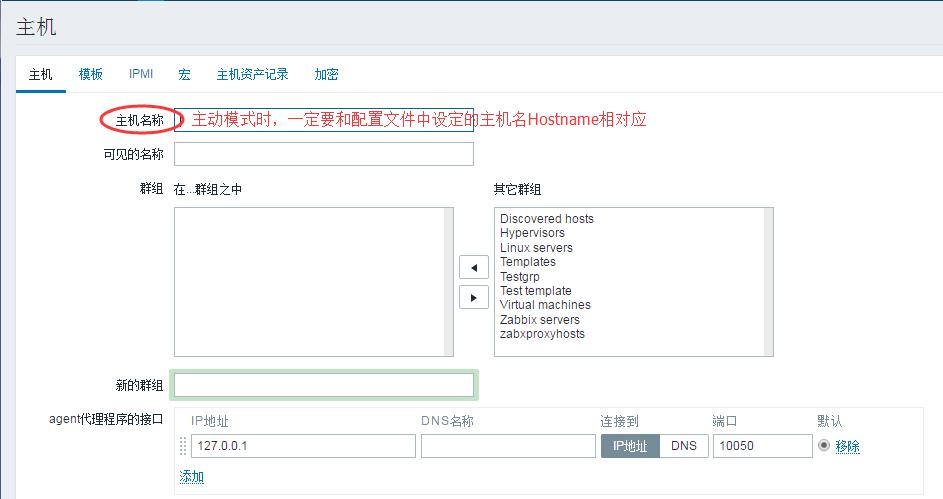 主机
主机 模板 IPMI 宏 主机资产记录 加密
主机名称 主动模式时，一定要和配置文件中设定的主机名Hostname相对应
可见的名称
群组 在...群组之中 其它群组
Discovered hosts
Hypervisors
Linux servers
Templates
Testgrp
Test template
Virtual machines
Zabbix servers
zabxproxyhosts
新的群组
agent代理程序的接口 IP地址 DNS名称 连接到 端口 默认
127.0.0.1 IP地址 DNS 10050 移除
添加